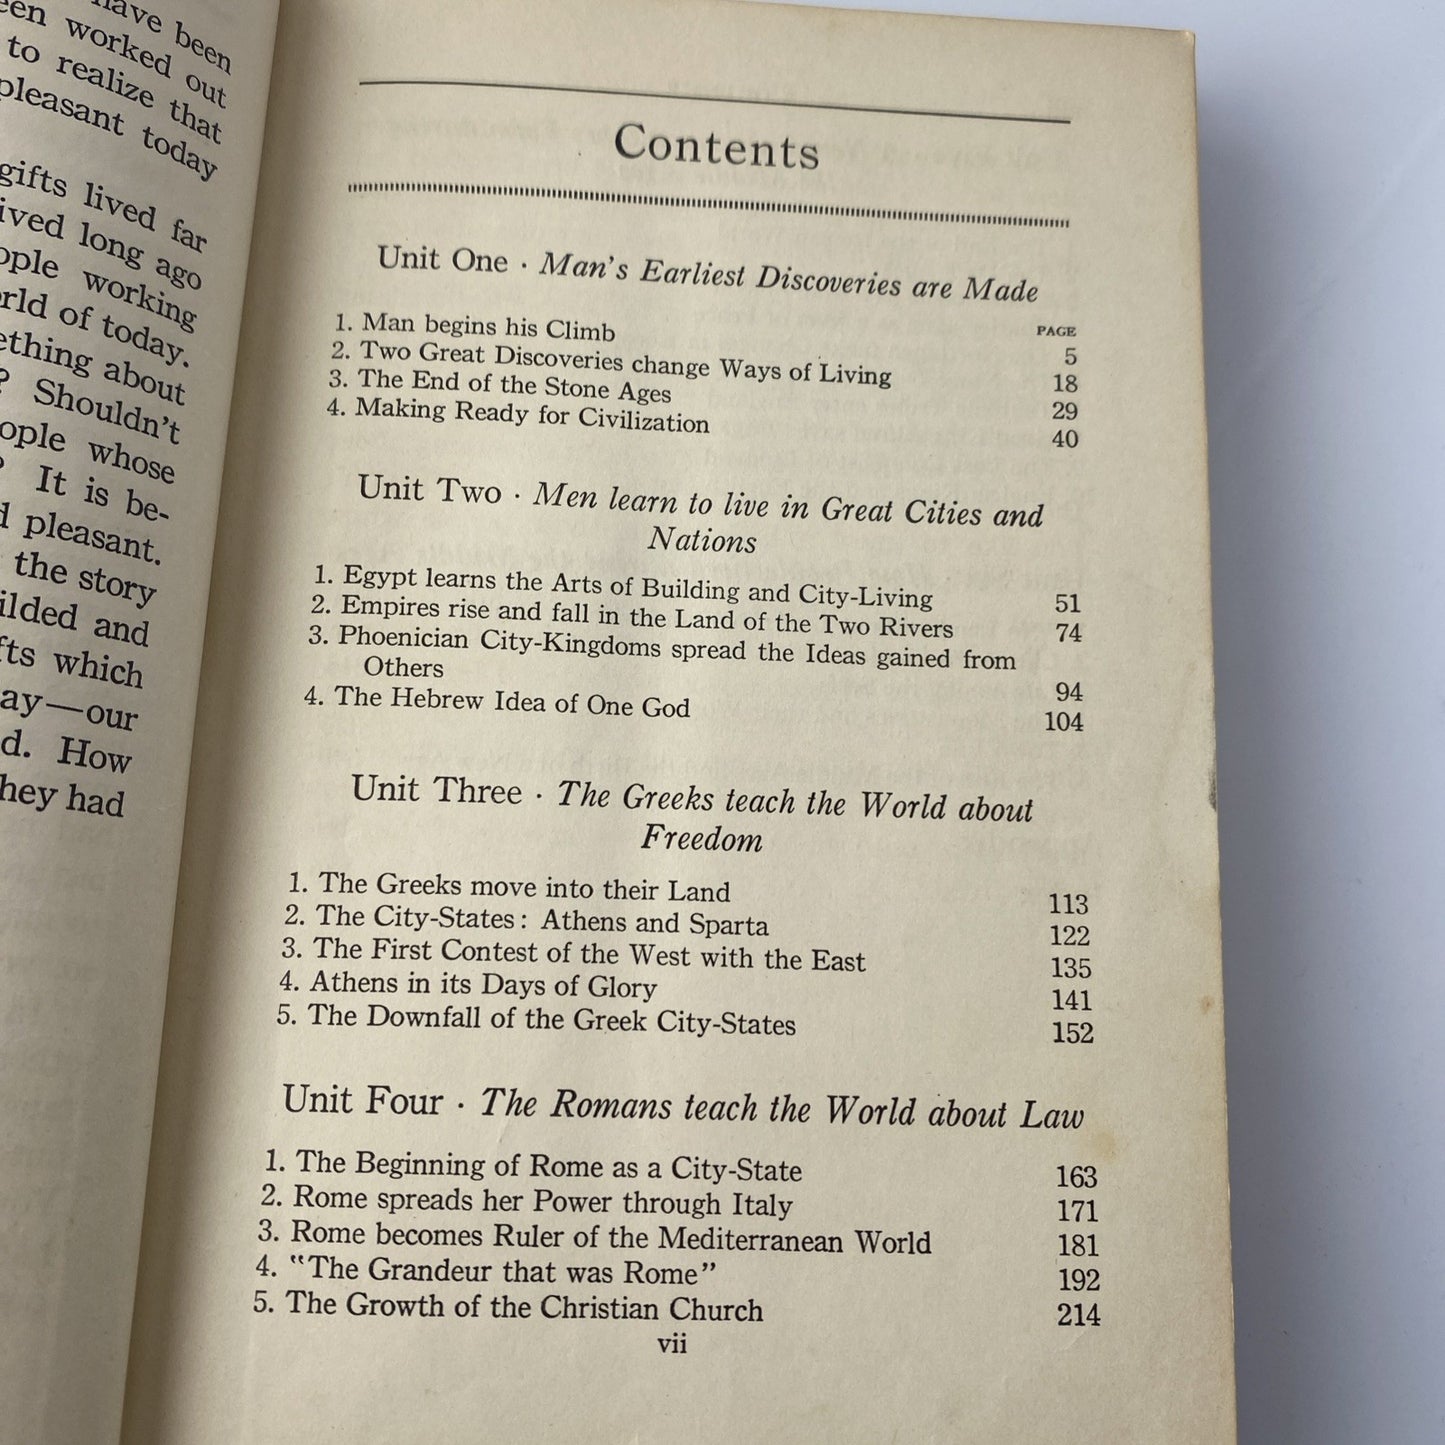 have been
een worked out
to realize that
pleasant today
gifts lived far
ived long ago
ople working
rld of today.
ething about
? Shouldn't
ople whose
? It is be-
d pleasant.
the story
ilded and
fts which
ay—our
d. How
hey had
Contents
Unit One · Man's Earliest Discoveries are Made
PAGE
1. Man begins his Climb 5
2. Two Great Discoveries change Ways of Living 18
3. The End of the Stone Ages 29
4. Making Ready for Civilization 40
Unit Two · Men learn to live in Great Cities and
Nations
1. Egypt learns the Arts of Building and City-Living 51
2. Empires rise and fall in the Land of the Two Rivers 74
3. Phoenician City-Kingdoms spread the Ideas gained from
Others 94
4. The Hebrew Idea of One God 104
Unit Three · The Greeks teach the World about
Freedom
1. The Greeks move into their Land 113
2. The City-States: Athens and Sparta 122
3. The First Contest of the West with the East 135
4. Athens in its Days of Glory 141
5. The Downfall of the Greek City-States 152
Unit Four · The Romans teach the World about Law
1. The Beginning of Rome as a City-State 163
2. Rome spreads her Power through Italy 171
3. Rome becomes Ruler of the Mediterranean World 181
4. "The Grandeur that was Rome" 192
5. The Growth of the Christian Church 214
vii